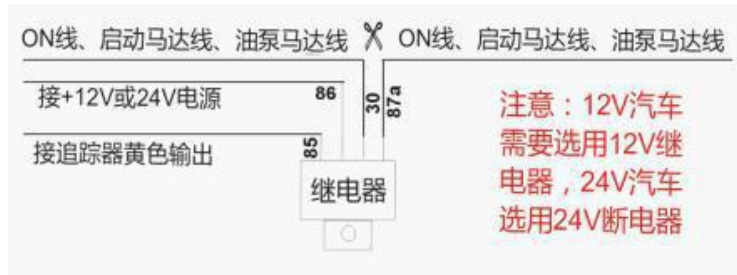 ON线、启动马达线、油泵马达线 ON线、启动马达线、油泵马达线
接+12V或24V电源 86
30
87a
接追踪器黄色输出
85
继电器
注意：12V汽车
需要选用12V继
电器，24V汽车
选用24V断电器